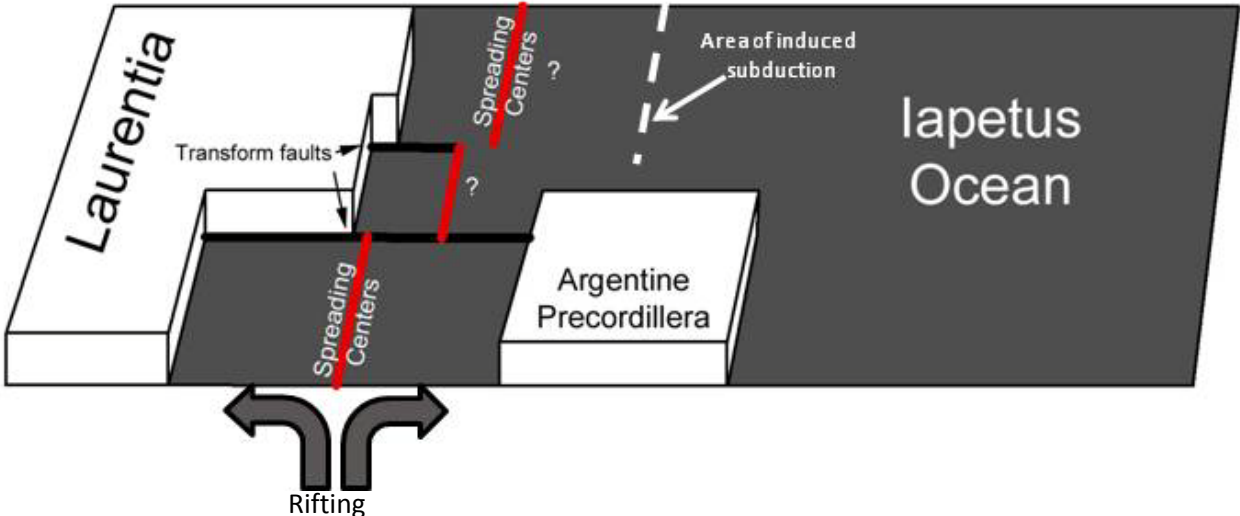 Laurentia
Spreading
Centers
?
Area of induced
subduction
Iapetus
Ocean
Transform faults
?
Spreading
Centers
Argentine
Precordillera
Rifting